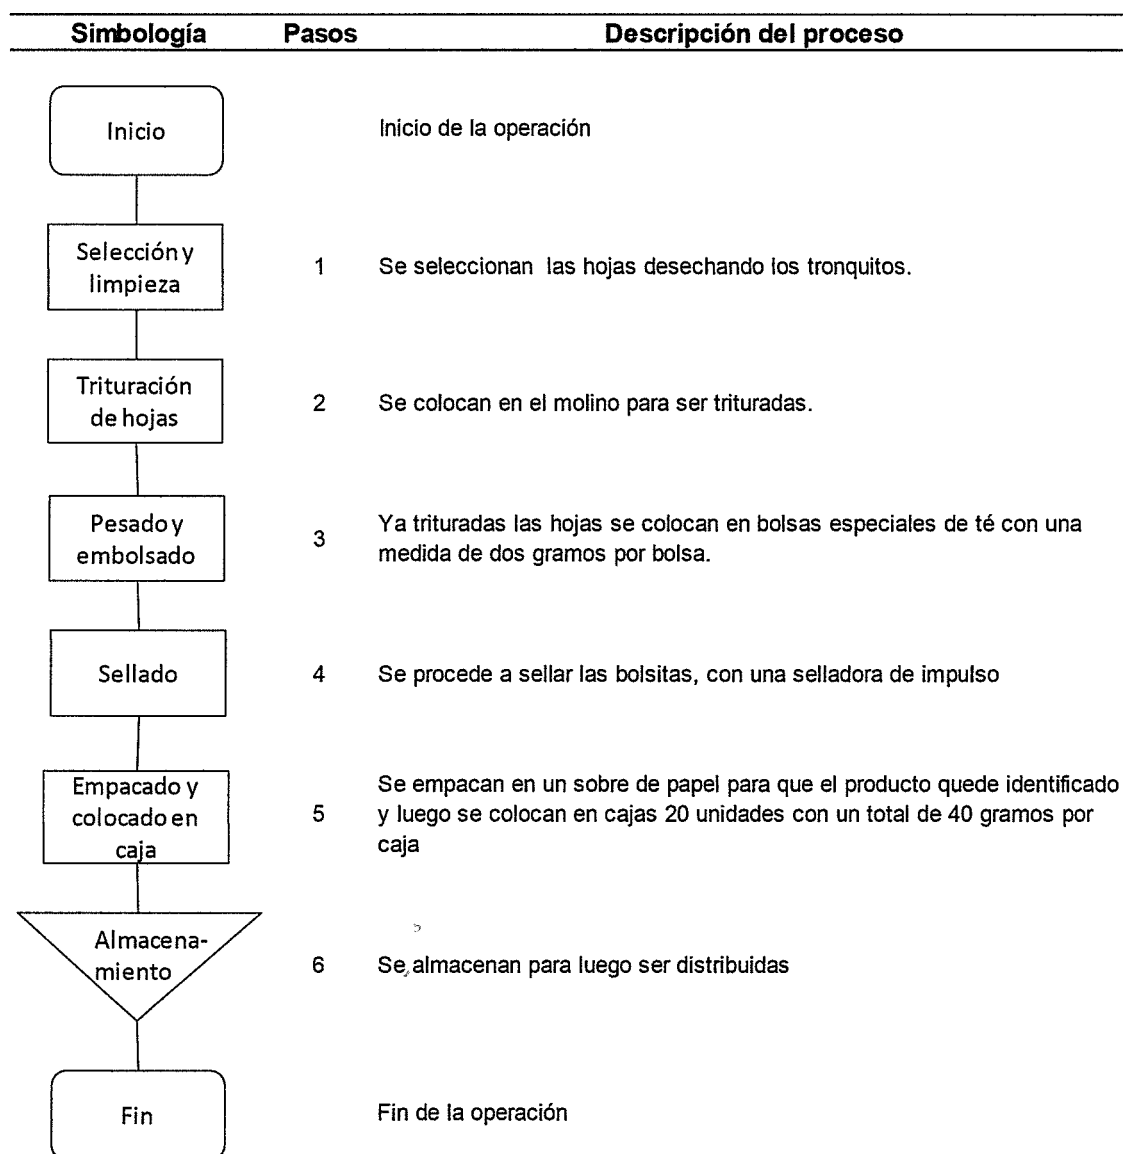 Simbología Pasos Descripción del proceso
Inicio Inicio de la operación
Selección y
limpieza
1 Se seleccionan las hojas desechando los tronquitos.
Trituración
de hojas
2 Se colocan en el molino para ser trituradas.
Pesado y
embolsado
3
Ya trituradas las hojas se colocan en bolsas especiales de té con una
medida de dos gramos por bolsa.
Sellado 4 Se procede a sellar las bolsitas, con una selladora de impulso
Empacado y
colocado en
caja
5
Se empacan en un sobre de papel para que el producto quede identificado
y luego se colocan en cajas 20 unidades con un total de 40 gramos por
caja
Almacena-
miento
6 Se almacenan para luego ser distribuidas
Fin Fin de la operación